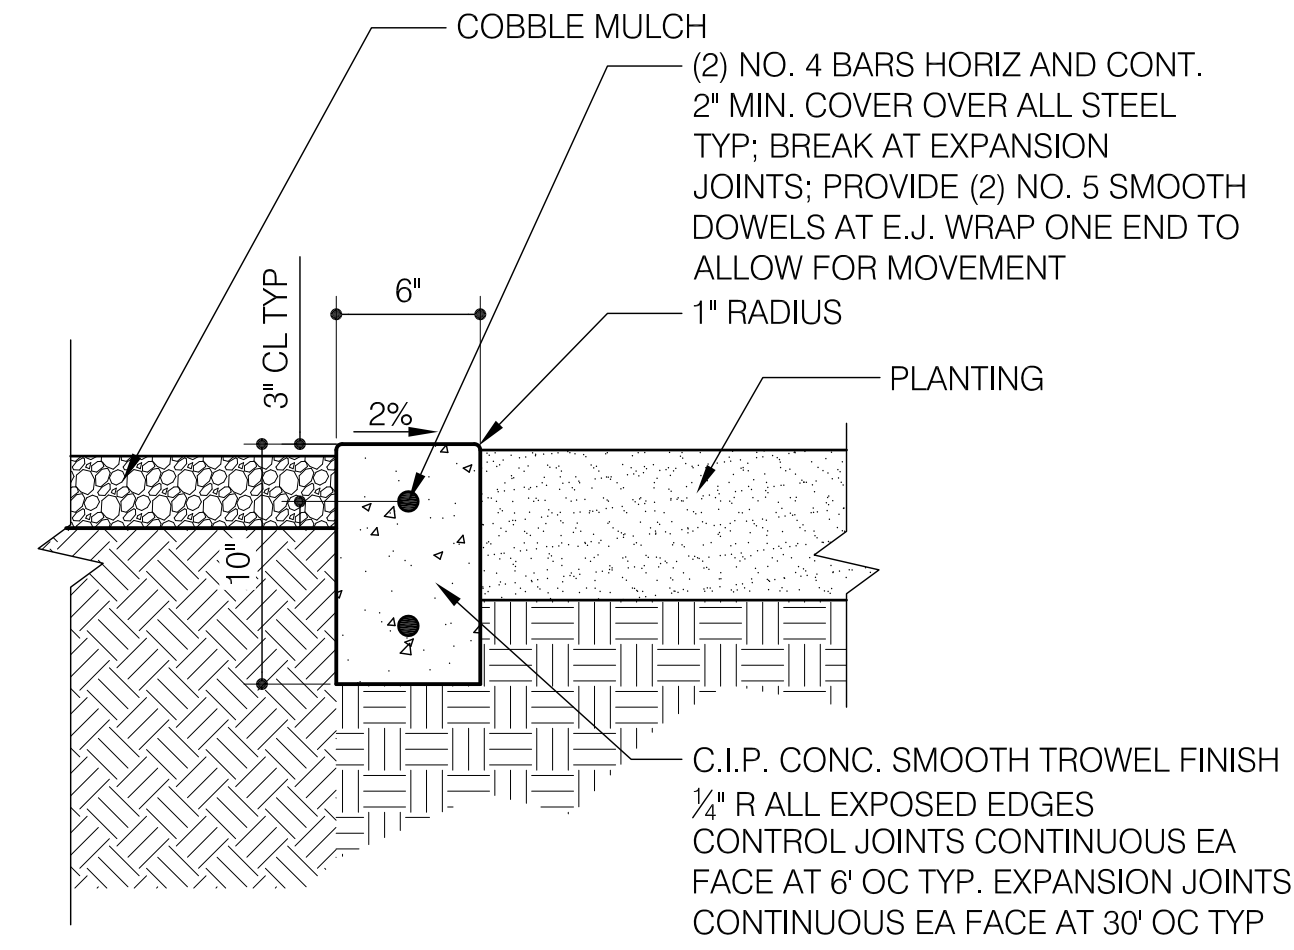 COBBLE MULCH
(2) NO. 4 BARS HORIZ AND CONT.
2" MIN. COVER OVER ALL STEEL
TYP; BREAK AT EXPANSION
JOINTS; PROVIDE (2) NO. 5 SMOOTH
DOWELS AT E.J. WRAP ONE END TO
ALLOW FOR MOVEMENT
1" RADIUS
PLANTING
6"
3" CL TYP
2%
10"
C.I.P. CONC. SMOOTH TROWEL FINISH
¼" R ALL EXPOSED EDGES
CONTROL JOINTS CONTINUOUS EA
FACE AT 6' OC TYP. EXPANSION JOINTS
CONTINUOUS EA FACE AT 30' OC TYP